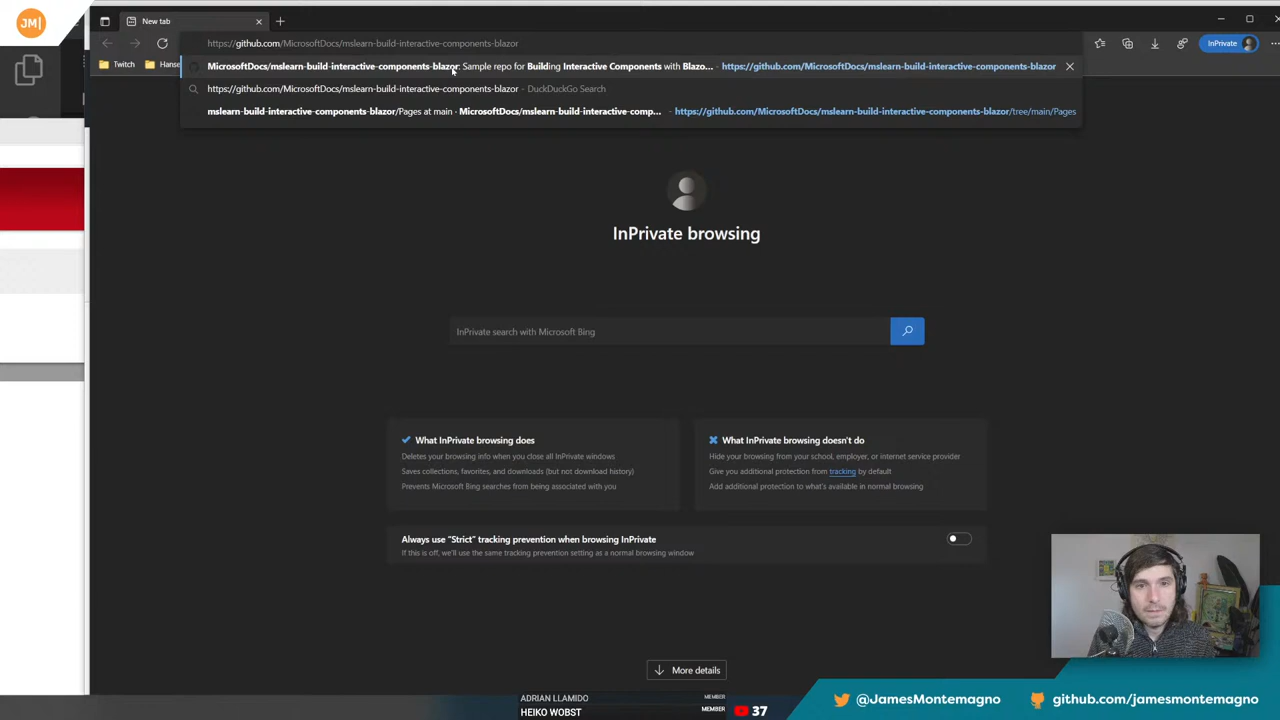 JM|
New tab
https://github.com/MicrosoftDocs/mslearn-build-interactive-components-blazor
InPrivate
Twitch
Hanse
MicrosoftDocs/mslearn-build-interactive-components-blazor: Sample repo for Building Interactive Components with Blazo... - https://github.com/MicrosoftDocs/mslearn-build-interactive-components-blazor
https://github.com/MicrosoftDocs/mslearn-build-interactive-components-blazor - DuckDuckGo Search
mslearn-build-interactive-components-blazor/Pages at main · MicrosoftDocs/mslearn-build-interactive-comp... - https://github.com/MicrosoftDocs/mslearn-build-interactive-components-blazor/tree/main/Pages
InPrivate browsing
InPrivate search with Microsoft Bing
What InPrivate browsing does
Deletes your browsing info when you close all InPrivate windows
Saves collections, favorites, and downloads (but not download history)
Prevents Microsoft Bing searches from being associated with you
What InPrivate browsing doesn't do
Hide your browsing from your school, employer, or internet service provider
Give you additional protection from tracking by default
Add additional protection to what's available in normal browsing
Always use "Strict" tracking prevention when browsing InPrivate
If this is off, we'll use the same tracking prevention setting as a normal browsing window
More details
ADRIAN LLAMIDO MEMBER
HEIKO WOBST MEMBER
37
@JamesMontemagno
github.com/jamesmontemagno